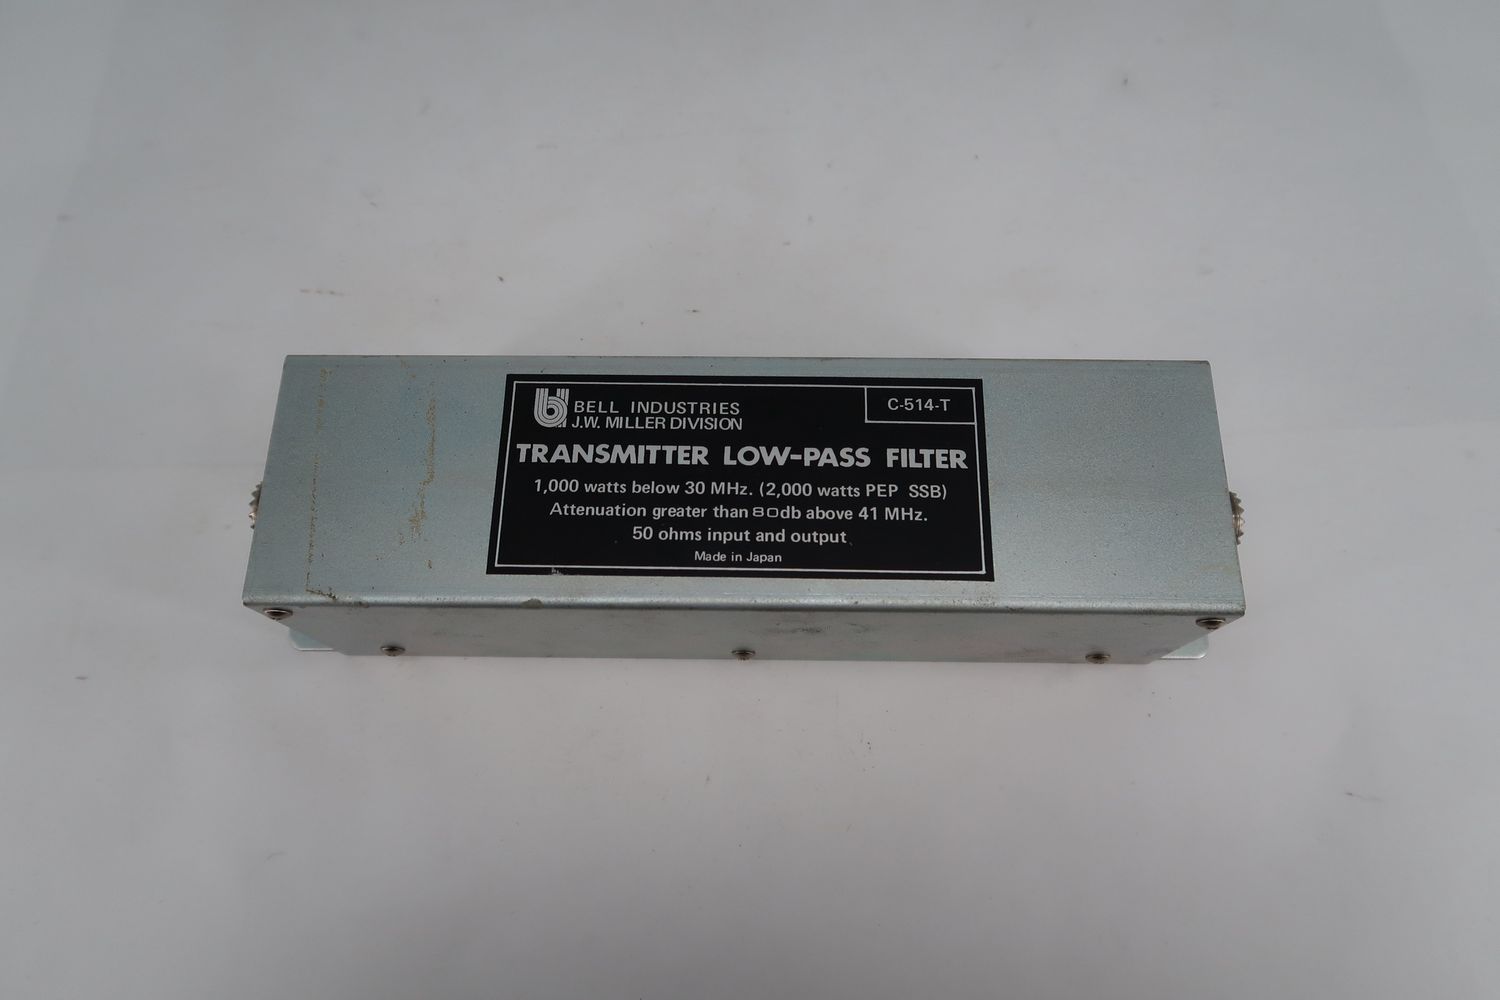 BELL INDUSTRIES
J.W. MILLER DIVISION
C-514-T
TRANSMITTER LOW-PASS FILTER
1,000 watts below 30 MHz. (2,000 watts PEP SSB)
Attenuation greater than 80db above 41 MHz.
50 ohms input and output
Made in Japan